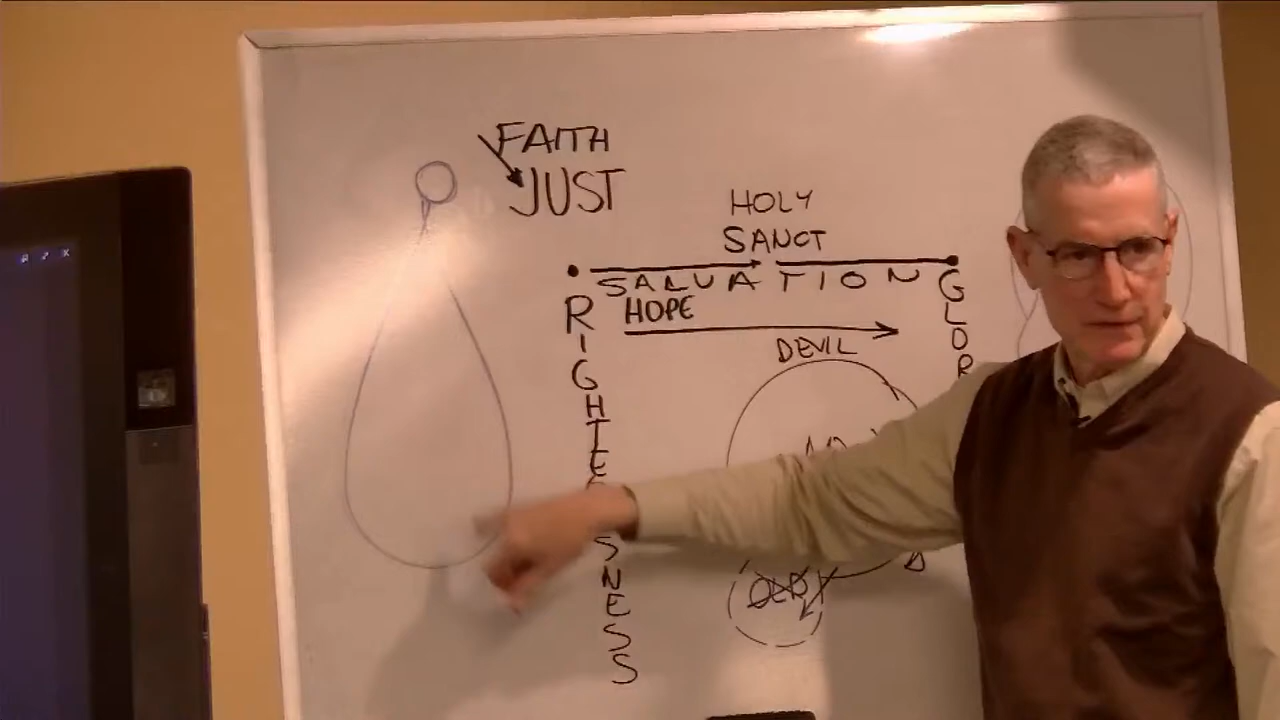 FAITH
JUST
HOLY
SANCT
SALVATION
HOPE
DEVIL
RIGHTEOUSNESS
GLOR